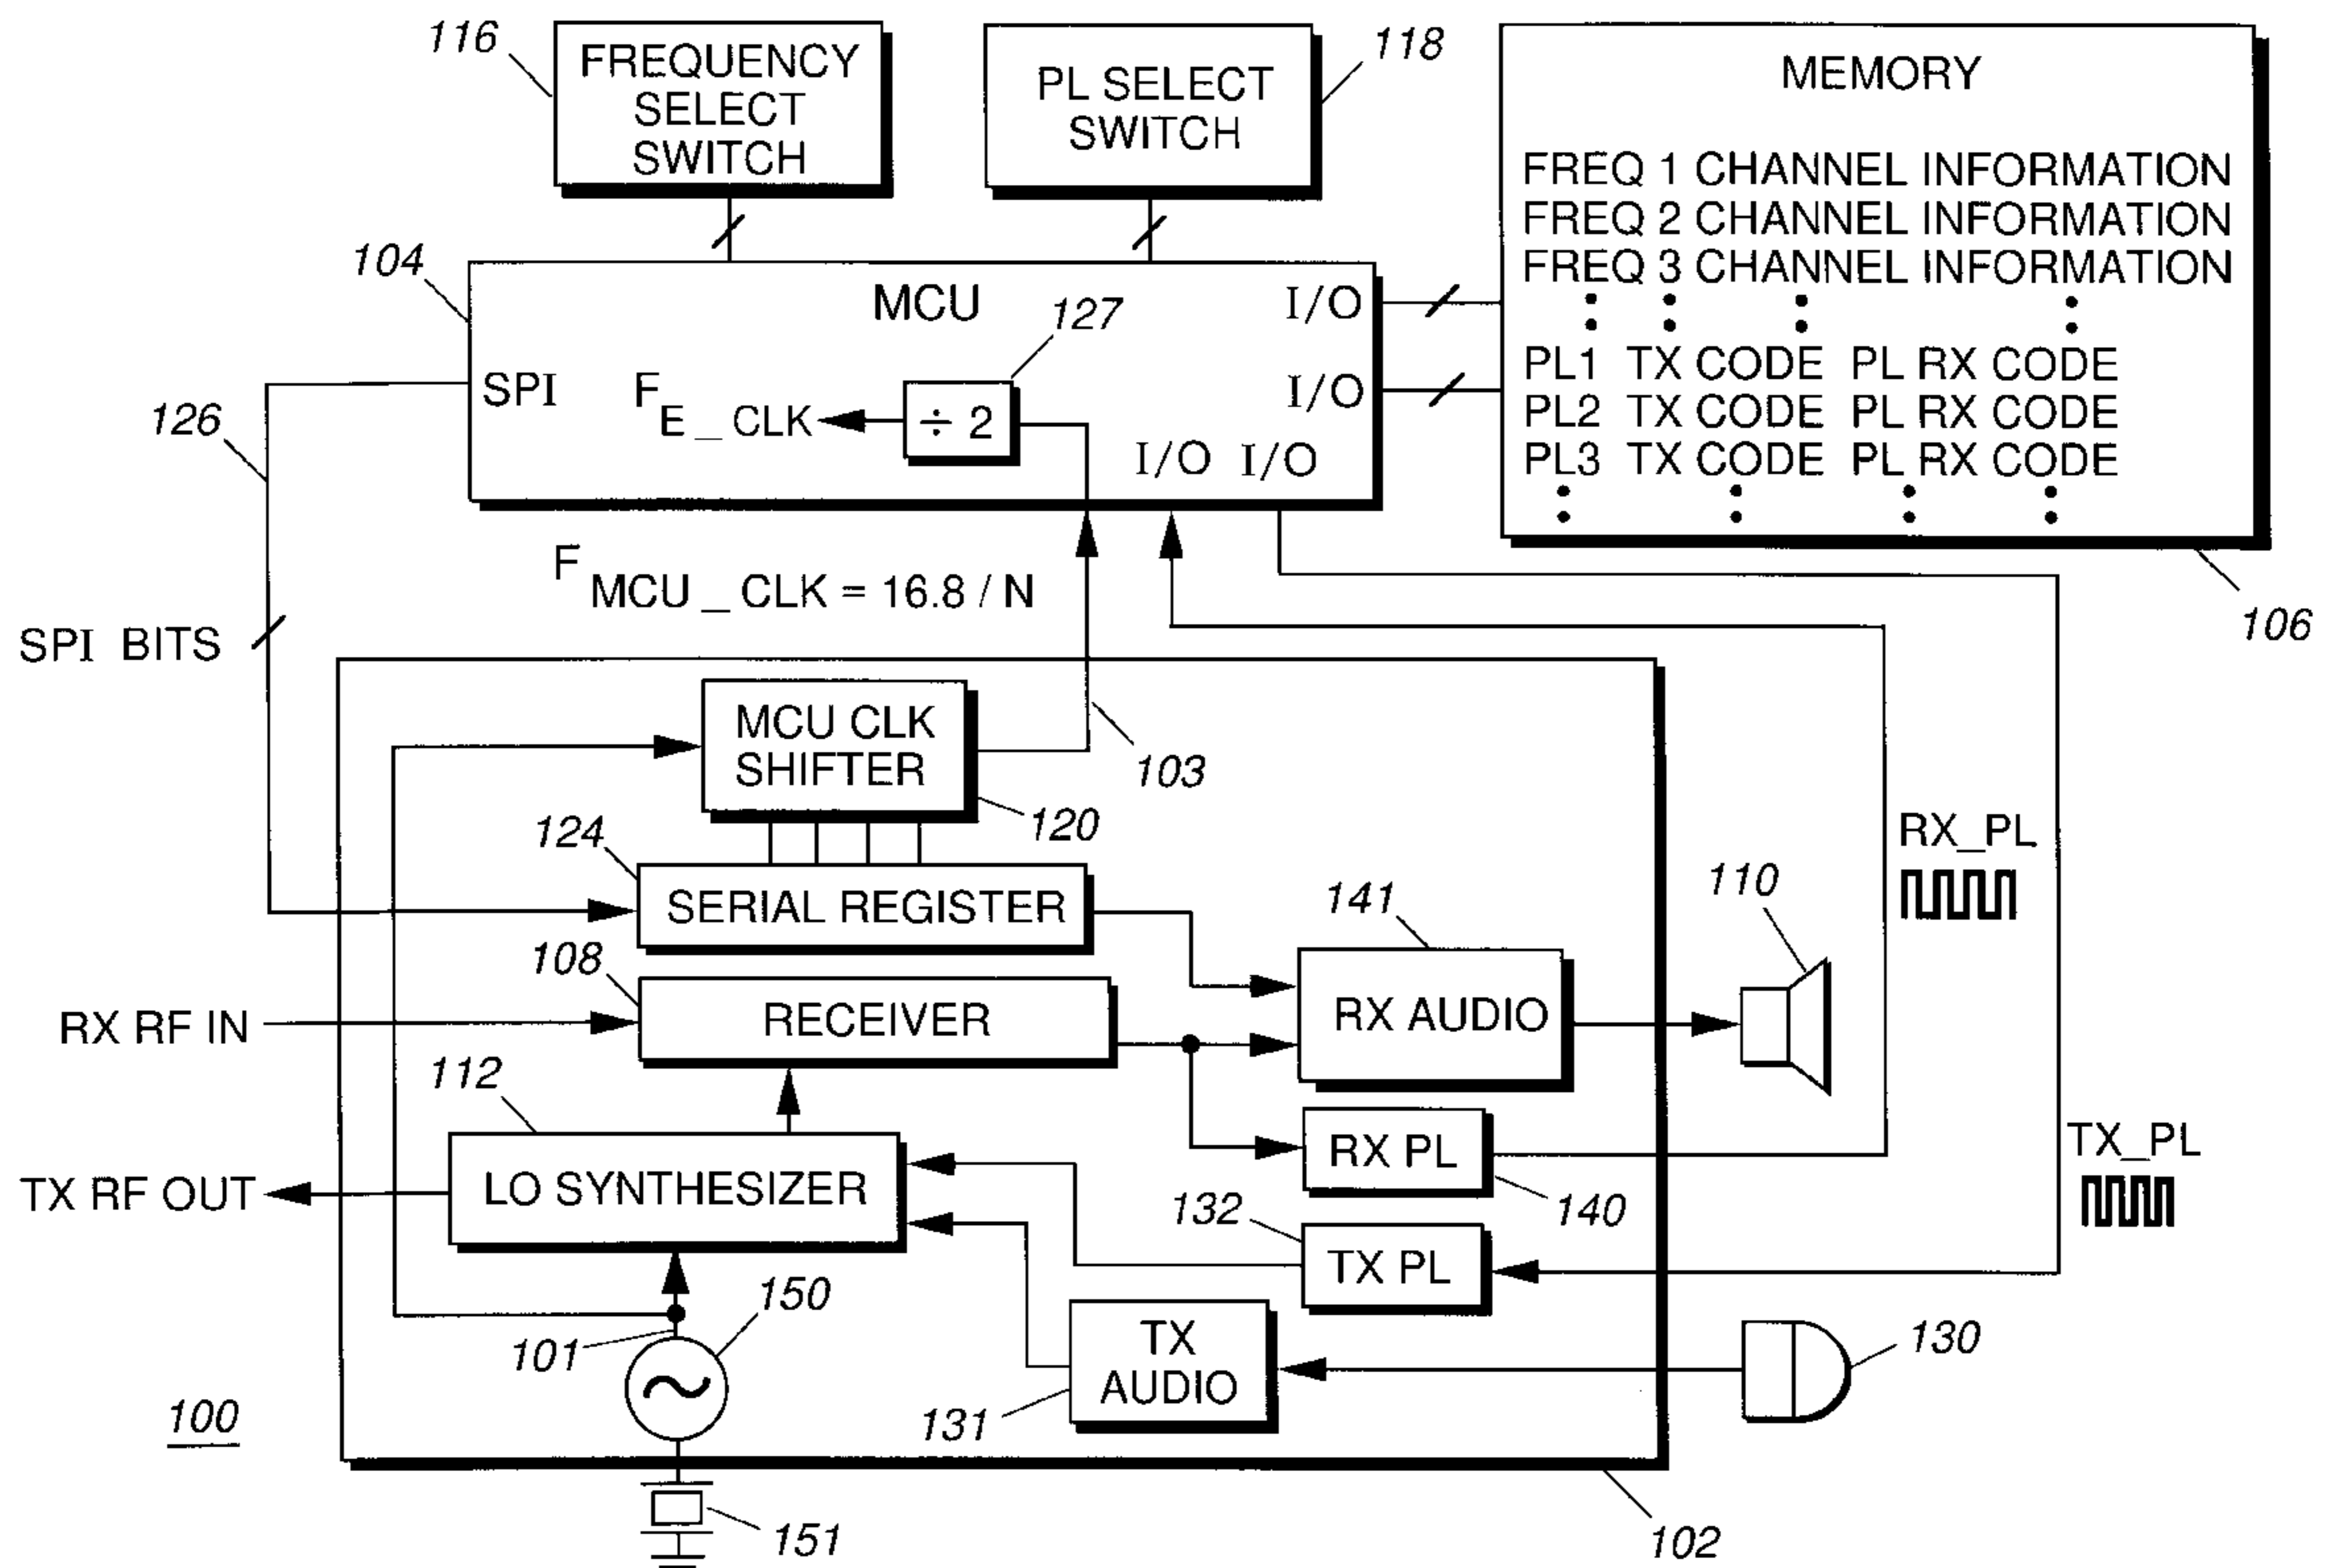 116
FREQUENCY
SELECT
SWITCH
PL SELECT
SWITCH
118
MEMORY
FREQ 1 CHANNEL INFORMATION
FREQ 2 CHANNEL INFORMATION
FREQ 3 CHANNEL INFORMATION
PL1 TX CODE PL RX CODE
PL2 TX CODE PL RX CODE
PL3 TX CODE PL RX CODE
106
104
MCU
127
I/O
SPI
F E_CLK
÷ 2
I/O
I/O I/O
126
F MCU_CLK = 16.8 / N
SPI BITS
MCU CLK
SHIFTER
103
120
124
SERIAL REGISTER
RX_PL
110
141
108
RECEIVER
RX AUDIO
RX RF IN
112
LO SYNTHESIZER
TX RF OUT
RX PL
140
TX_PL
132
TX PL
150
101
TX
AUDIO
131
130
100
151
102